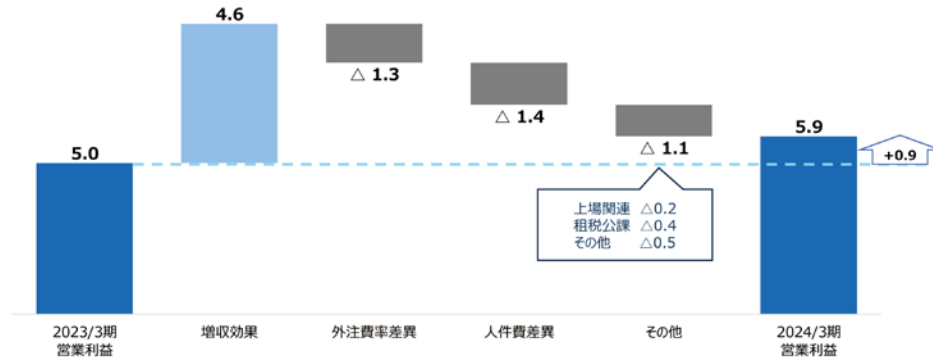 4.6
△ 1.3
△ 1.4
△ 1.1
5.0
5.9
+0.9
上場関連 △0.2
租税公課 △0.4
その他 △0.5
2023/3期
営業利益
増収効果
外注費率差異
人件費差異
その他
2024/3期
営業利益